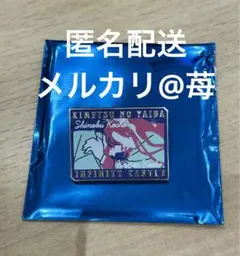 匿名配送
メルカリ@苺
KIMETSU NO YAIBA
Shinobu Kocho
INFINITY CASTLE